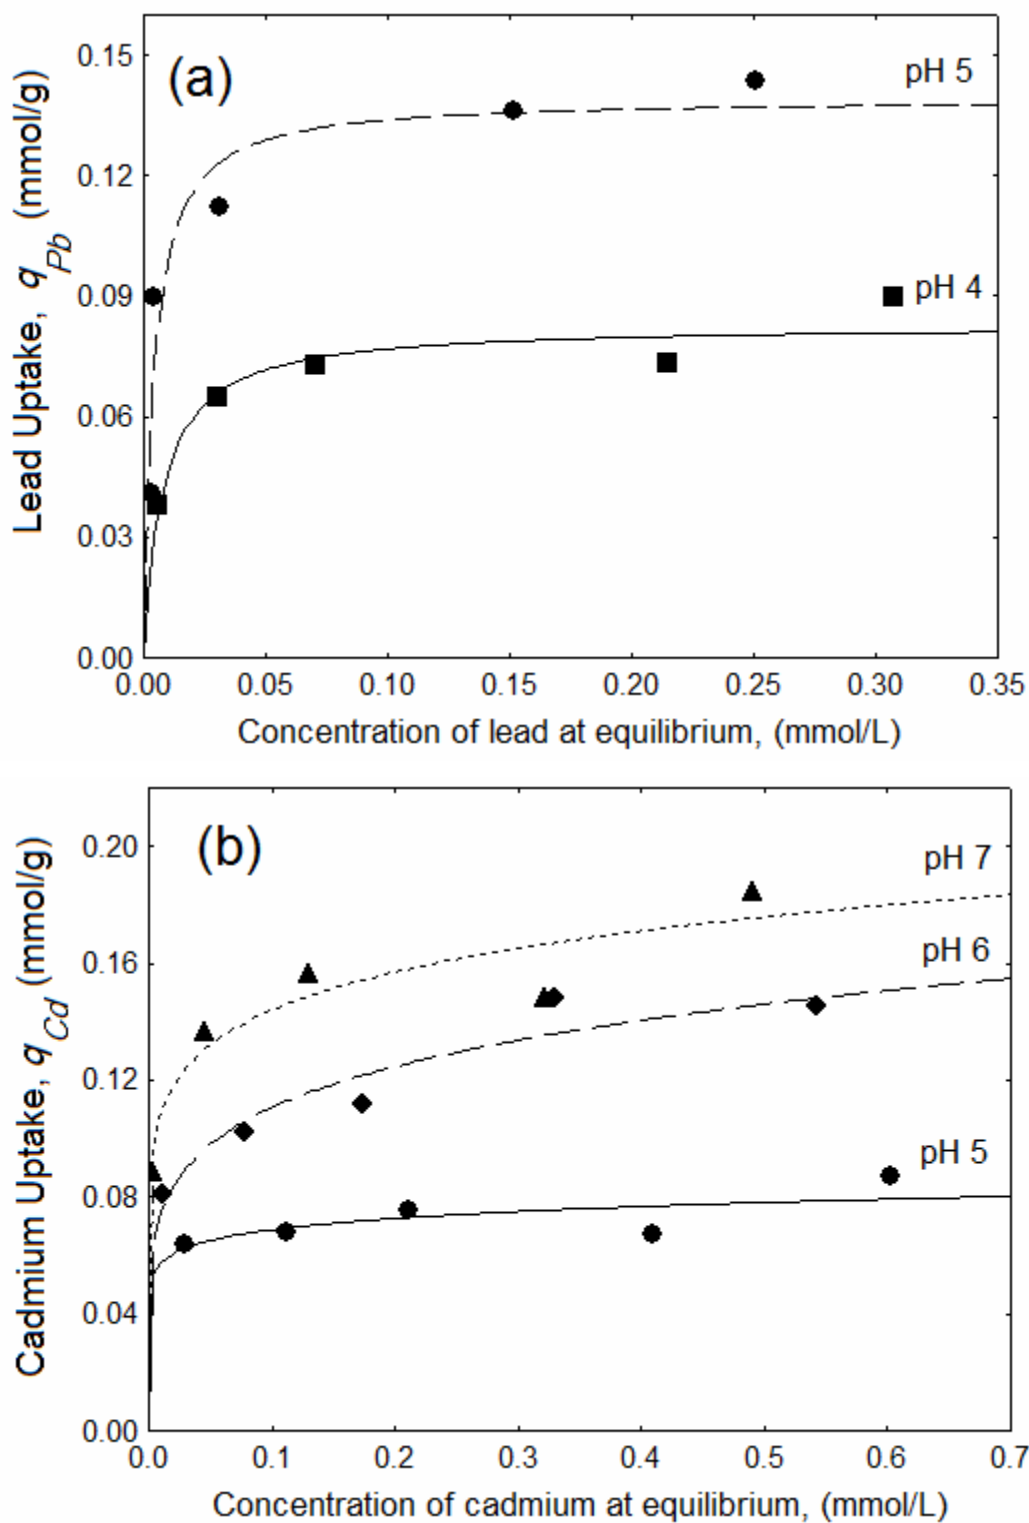 (a)
pH 5
pH 4
Lead Uptake, q Pb (mmol/g)
0.15
0.12
0.09
0.06
0.03
0.00
0.00 0.05 0.10 0.15 0.20 0.25 0.30 0.35
Concentration of lead at equilibrium, (mmol/L)
(b)
pH 7
pH 6
pH 5
Cadmium Uptake, q Cd (mmol/g)
0.20
0.16
0.12
0.08
0.04
0.00
0.0 0.1 0.2 0.3 0.4 0.5 0.6 0.7
Concentration of cadmium at equilibrium, (mmol/L)